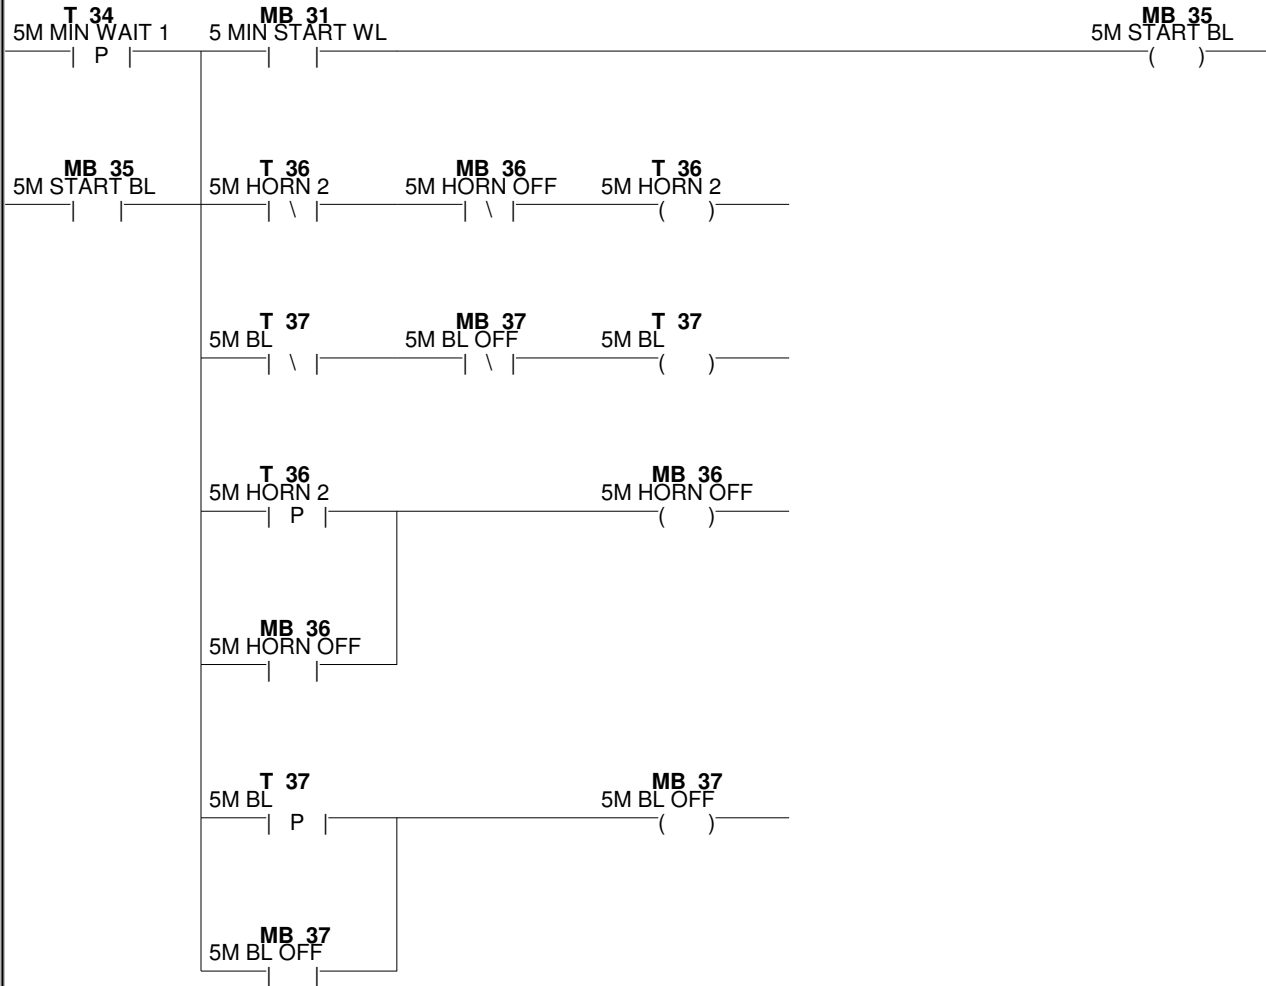 T 34 MB 31 MB 35
5M MIN WAIT 1 5 MIN START WL 5M START BL
P
MB 35 T 36 MB 36 T 36
5M START BL 5M HORN 2 5M HORN OFF 5M HORN 2
T 37 MB 37 T 37
5M BL 5M BL OFF 5M BL
T 36 MB 36
5M HORN 2 5M HORN OFF
P
MB 36
5M HORN OFF
T 37 MB 37
5M BL 5M BL OFF
P
MB 37
5M BL OFF